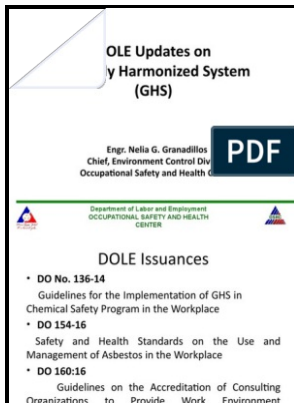 OLE Updates on
y Harmonized System
(GHS)
Engr. Nelia G. Granadillos
Chief, Environment Control Div
Occupational Safety and Health
PDF
Department of Labor and Employment
OCCUPATIONAL SAFETY AND HEALTH
CENTER
DOLE Issuances
• DO No. 136-14
Guidelines for the Implementation of GHS in
Chemical Safety Program in the Workplace
• DO 154-16
Safety and Health Standards on the Use and
Management of Asbestos in the Workplace
• DO 160:16
Guidelines on the Accreditation of Consulting
Organizations to Provide Work Environment